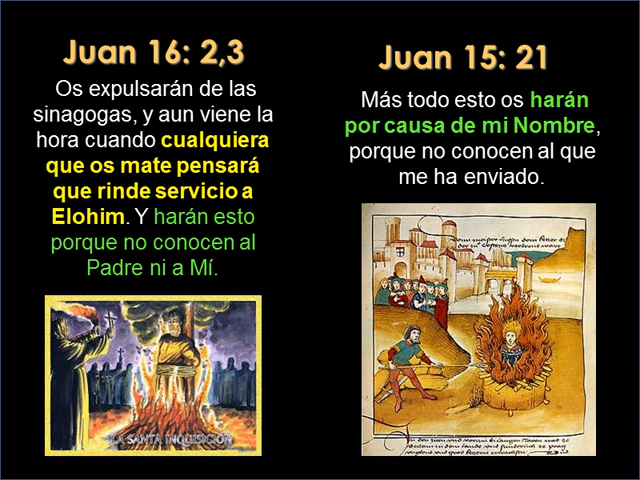 Juan 16: 2,3
Os expulsarán de las
sinagogas, y aun viene la
hora cuando cualquiera
que os mate pensará
que rinde servicio a
Elohim. Y harán esto
porque no conocen al
Padre ni a Mí.
LA SANTA INQUISICIÓN
Juan 15: 21
Más todo esto os harán
por causa de mi Nombre,
porque no conocen al que
me ha enviado.